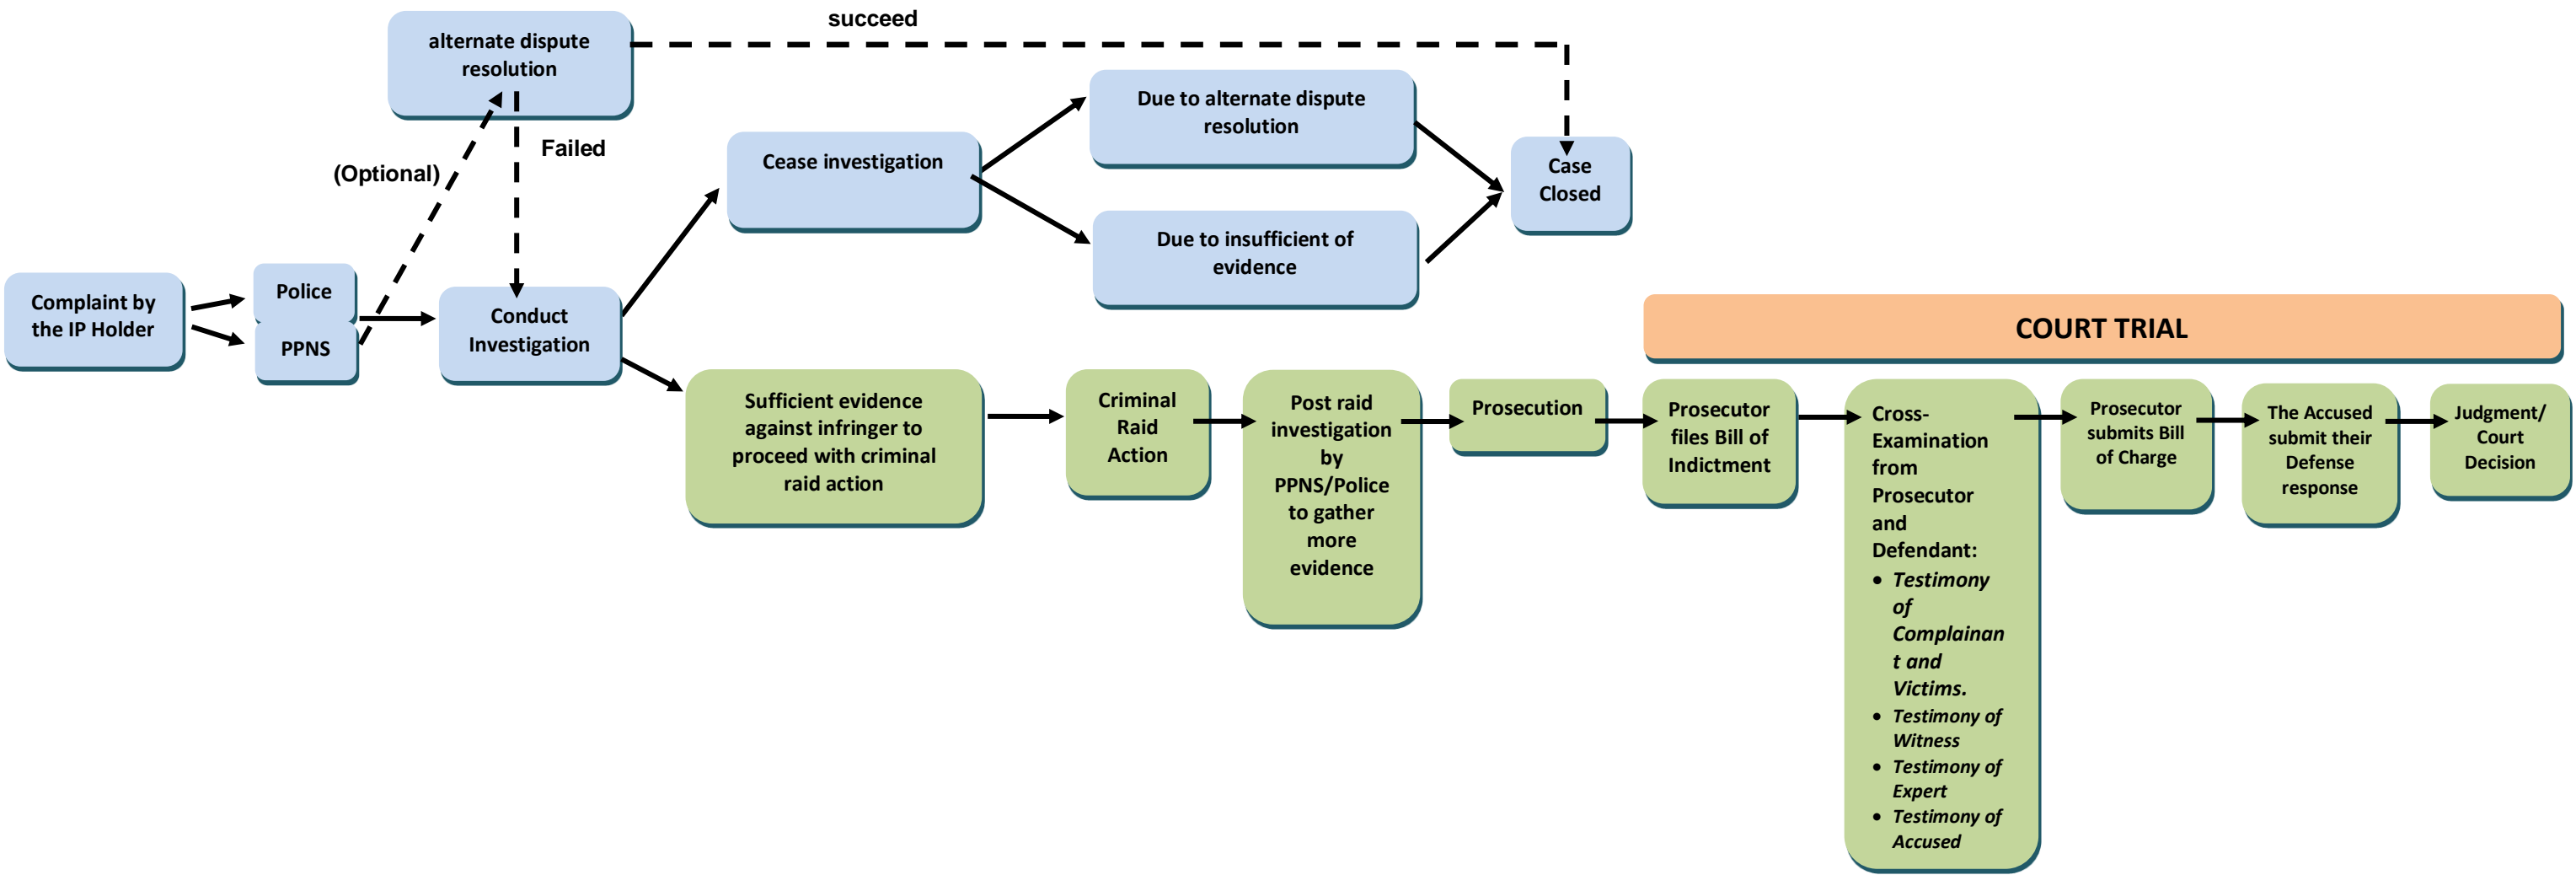 succeed
alternate dispute
resolution
Failed
(Optional)
Due to alternate dispute
resolution
Cease investigation
Case
Closed
Due to insufficient of
evidence
Complaint by
the IP Holder
Police
PPNS
Conduct
Investigation
COURT TRIAL
Sufficient evidence
against infringer to
proceed with criminal
raid action
Criminal
Raid
Action
Post raid
investigation
by
PPNS/Police
to gather
more
evidence
Prosecution
Prosecutor
files Bill of
Indictment
Cross-
Examination
from
Prosecutor
and
Defendant:
• Testimony
of
Complainan
t and
Victims.
• Testimony of
Witness
• Testimony of
Expert
• Testimony of
Accused
Prosecutor
submits Bill
of Charge
The Accused
submit their
Defense
response
Judgment/
Court
Decision